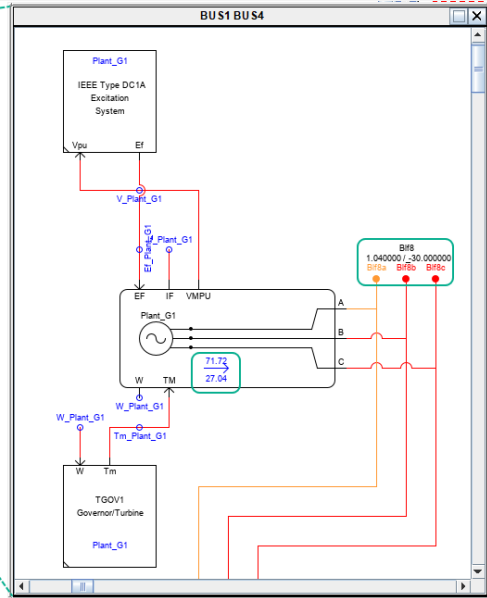 BUS1 BUS4
Plant_G1
IEEE Type DC1A
Excitation
System
Vpu
Ef
V_Plant_G1
Ef_Plant_G1
_Plant_G1
EF
IF
VMPU
Blf8
1.040000 / _-30.000000
Blf8a
Blf8b
Blf8c
Plant_G1
A
B
C
71.72
27.04
W
TM
W_Plant_G1
W_Plant_G1
Tm_Plant_G1
W
Tm
TGOV1
Governor/Turbine
Plant_G1